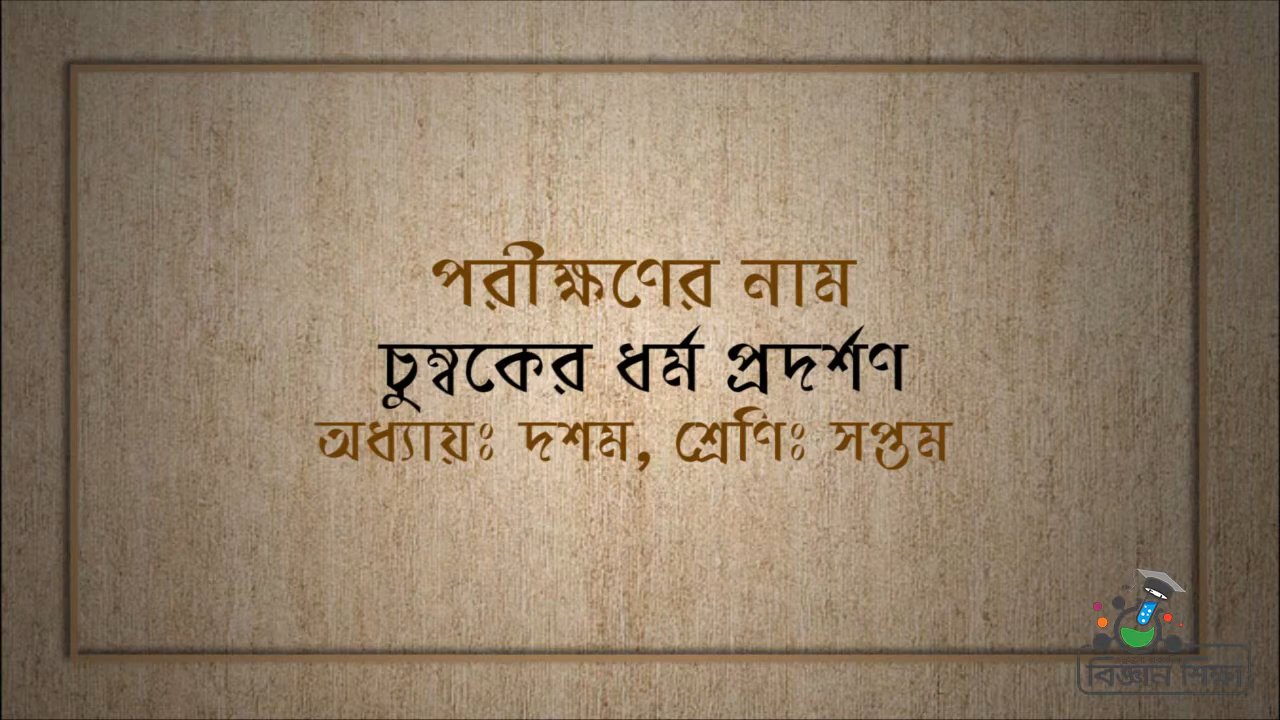 পরীক্ষণের নাম
চুম্বকের ধর্ম প্রদর্শণ
অধ্যায়ঃ দশম, শ্রেণিঃ সপ্তম
বিজ্ঞান শিক্ষা